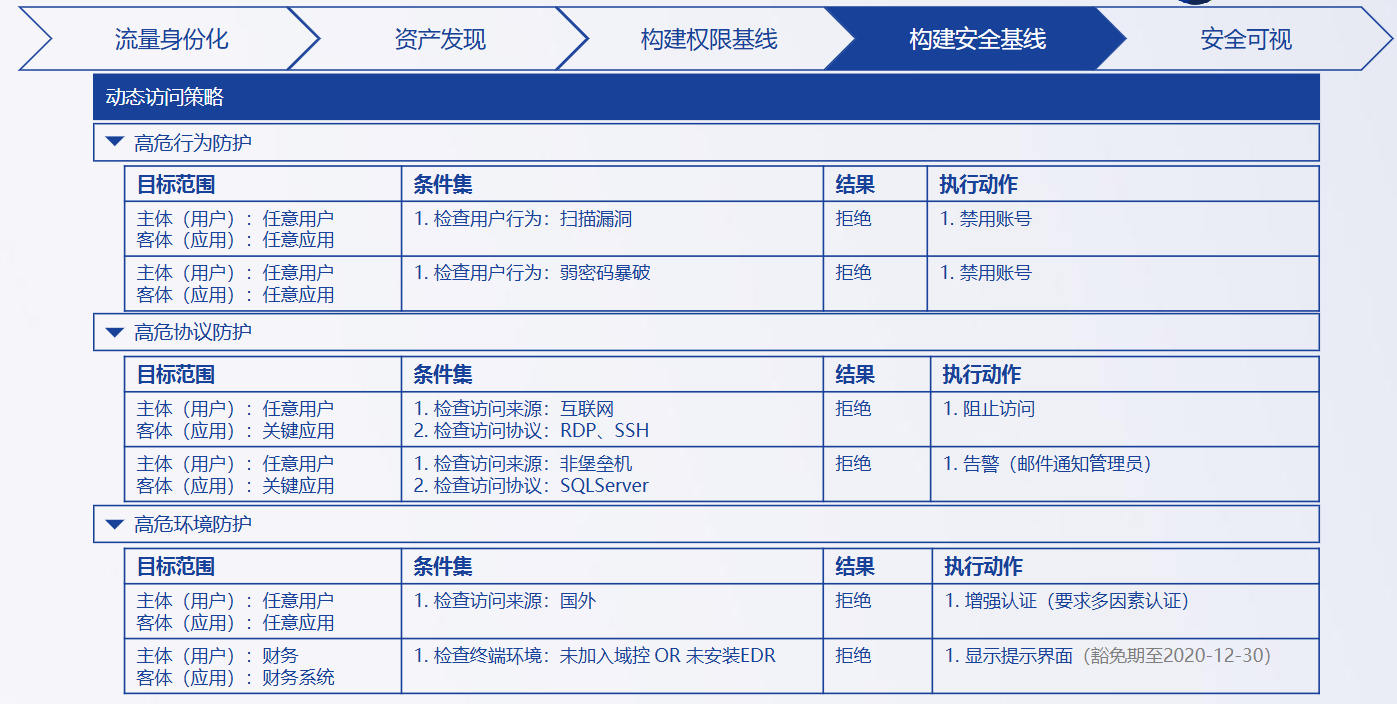 流量身份化
资产发现
构建权限基线
构建安全基线
安全可视
动态访问策略
高危行为防护
目标范围 条件集 结果 执行动作
主体（用户）：任意用户 1. 检查用户行为：扫描漏洞 拒绝 1. 禁用账号
客体（应用）：任意应用
主体（用户）：任意用户 1. 检查用户行为：弱密码暴破 拒绝 1. 禁用账号
客体（应用）：任意应用
高危协议防护
目标范围 条件集 结果 执行动作
主体（用户）：任意用户 1. 检查访问来源：互联网 拒绝 1. 阻止访问
客体（应用）：关键应用 2. 检查访问协议：RDP、SSH
主体（用户）：任意用户 1. 检查访问来源：非堡垒机 拒绝 1. 告警（邮件通知管理员）
客体（应用）：关键应用 2. 检查访问协议：SQLServer
高危环境防护
目标范围 条件集 结果 执行动作
主体（用户）：任意用户 1. 检查访问来源：国外 拒绝 1. 增强认证（要求多因素认证）
客体（应用）：任意应用
主体（用户）：财务 1. 检查终端环境：未加入域控 OR 未安装EDR 拒绝 1. 显示提示界面（豁免期至2020-12-30）
客体（应用）：财务系统